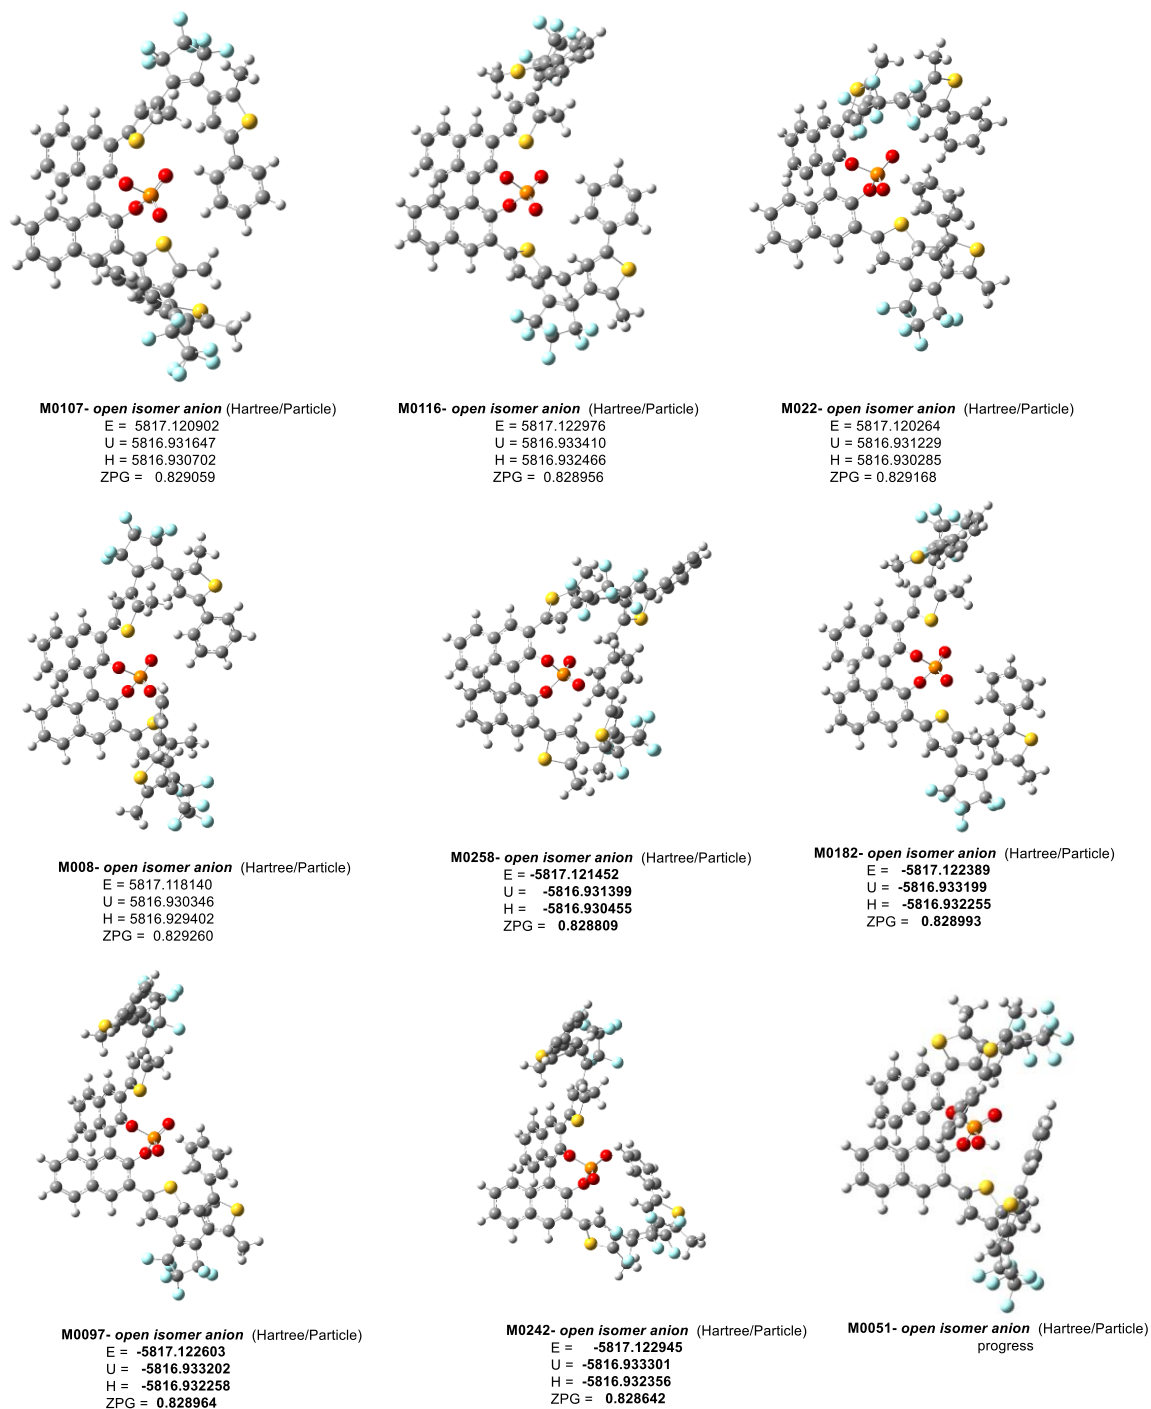 M0107- open isomer anion (Hartree/Particle)
E = 5817.120902
U = 5816.931647
H = 5816.930702
ZPG = 0.829059
M0116- open isomer anion (Hartree/Particle)
E = 5817.122976
U = 5816.933410
H = 5816.932466
ZPG = 0.828956
M022- open isomer anion (Hartree/Particle)
E = 5817.120264
U = 5816.931229
H = 5816.930285
ZPG = 0.829168
M008- open isomer anion (Hartree/Particle)
E = 5817.118140
U = 5816.930346
H = 5816.929402
ZPG = 0.829260
M0258- open isomer anion (Hartree/Particle)
E = -5817.121452
U = -5816.931399
H = -5816.930455
ZPG = 0.828809
M0182- open isomer anion (Hartree/Particle)
E = -5817.122389
U = -5816.933199
H = -5816.932255
ZPG = 0.828993
M0097- open isomer anion (Hartree/Particle)
E = -5817.122603
U = -5816.933202
H = -5816.932258
ZPG = 0.828964
M0242- open isomer anion (Hartree/Particle)
E = -5817.122945
U = -5816.933301
H = -5816.932356
ZPG = 0.828642
M0051- open isomer anion (Hartree/Particle)
progress